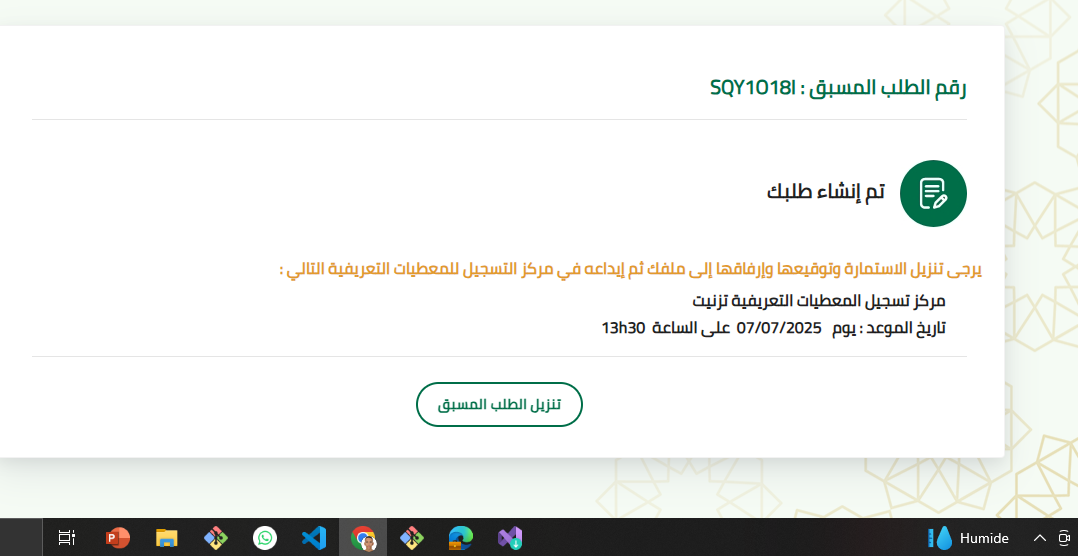 رقم الطلب المسبق : SQY1O18I
تم إنشاء طلبك
يرجى تنزيل الاستمارة وتوقيعها وإرفاقها إلى ملفك ثم إيداعه في مركز التسجيل للمعطيات التعريفية التالي :
مركز تسجيل المعطيات التعريفية تزنيت
تاريخ الموعد : يوم 07/07/2025 على الساعة 13h30
تنزيل الطلب المسبق
Humide